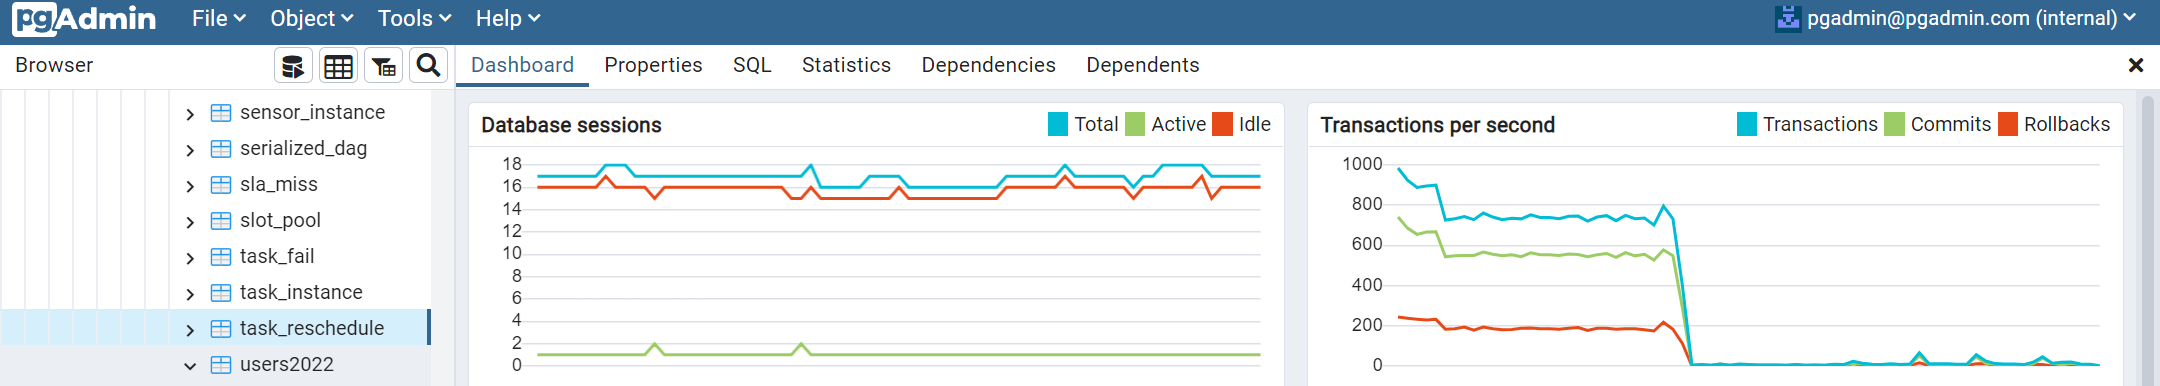 pgAdmin File Object Tools Help pgadmin@pgadmin.com (internal)
Browser Dashboard Properties SQL Statistics Dependencies Dependents
sensor_instance
serialized_dag
sla_miss
slot_pool
task_fail
task_instance
task_reschedule
users2022
Database sessions Total Active Idle
18
16
14
12
10
8
6
4
2
0
Transactions per second Transactions Commits Rollbacks
1000
800
600
400
200
0